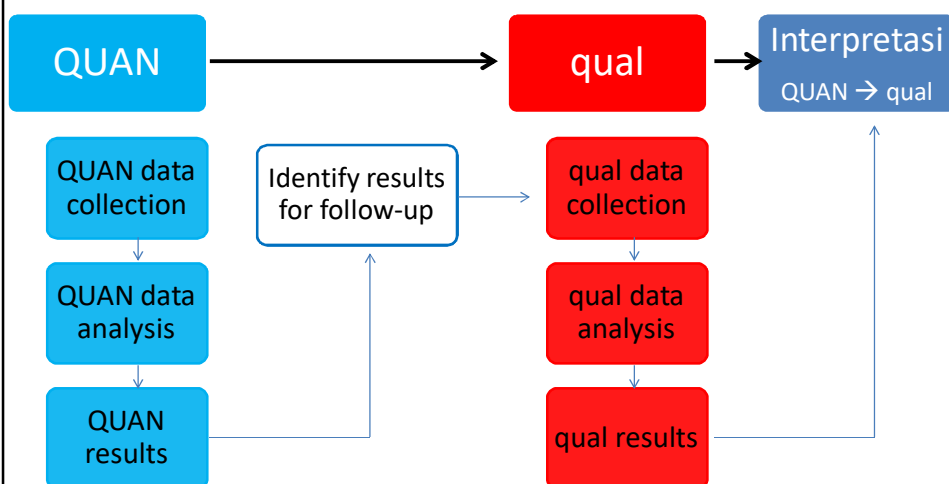 QUAN
qual
Interpretasi
QUAN → qual
QUAN data
collection
QUAN data
analysis
QUAN
results
Identify results
for follow-up
qual data
collection
qual data
analysis
qual results